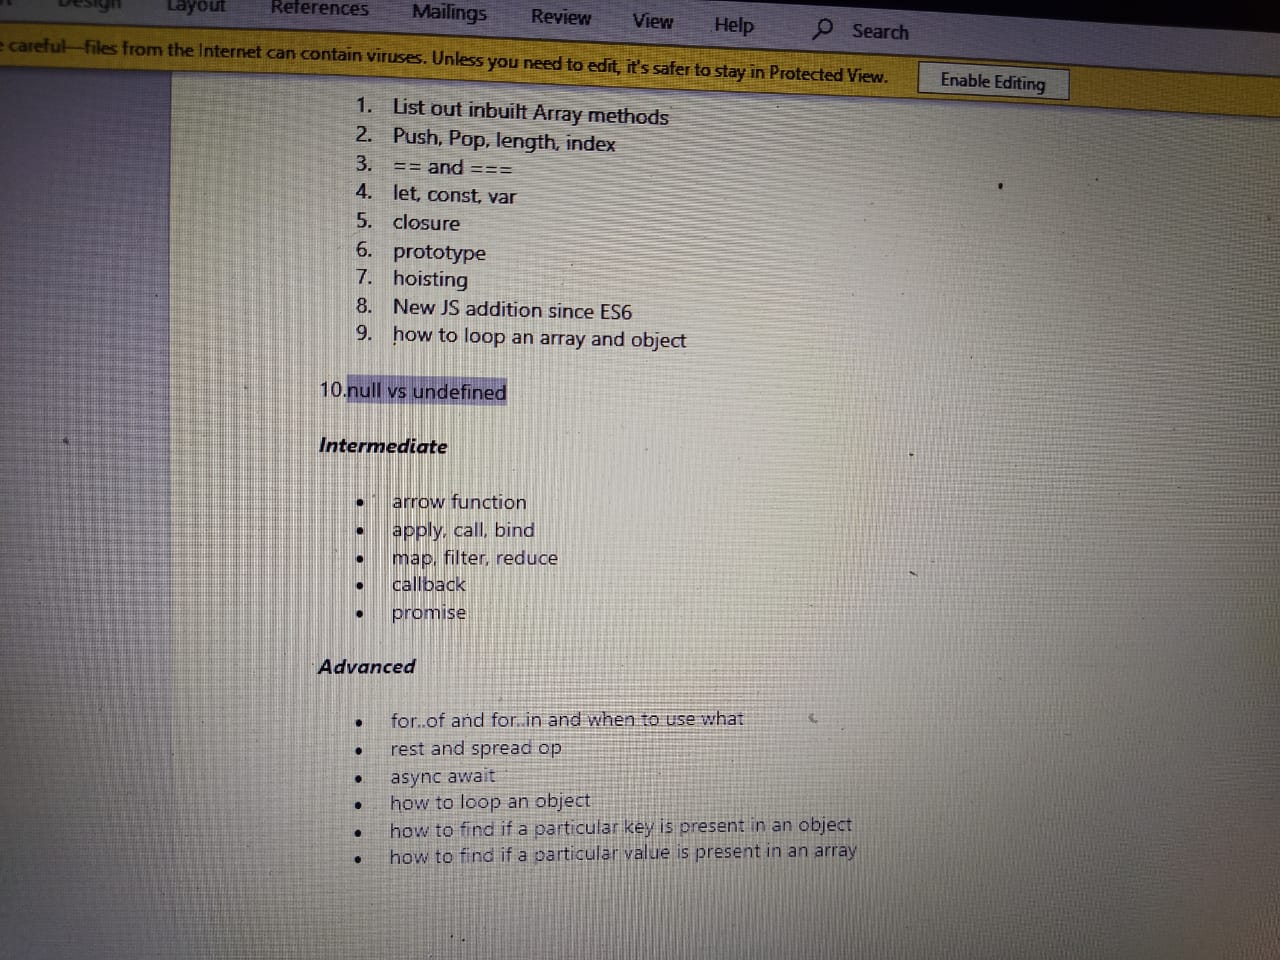 Design Layout References Mailings Review View Help Search
careful—files from the Internet can contain viruses. Unless you need to edit, it's safer to stay in Protected View. Enable Editing
1. List out inbuilt Array methods
2. Push, Pop, length, index
3. == and ===
4. let, const, var
5. closure
6. prototype
7. hoisting
8. New JS addition since ES6
9. how to loop an array and object
10.null vs undefined
Intermediate
• arrow function
• apply, call, bind
• map, filter, reduce
• callback
• promise
Advanced
• for..of and for..in and when to use what
• rest and spread op
• async await
• how to loop an object
• how to find if a particular key is present in an object
• how to find if a particular value is present in an array